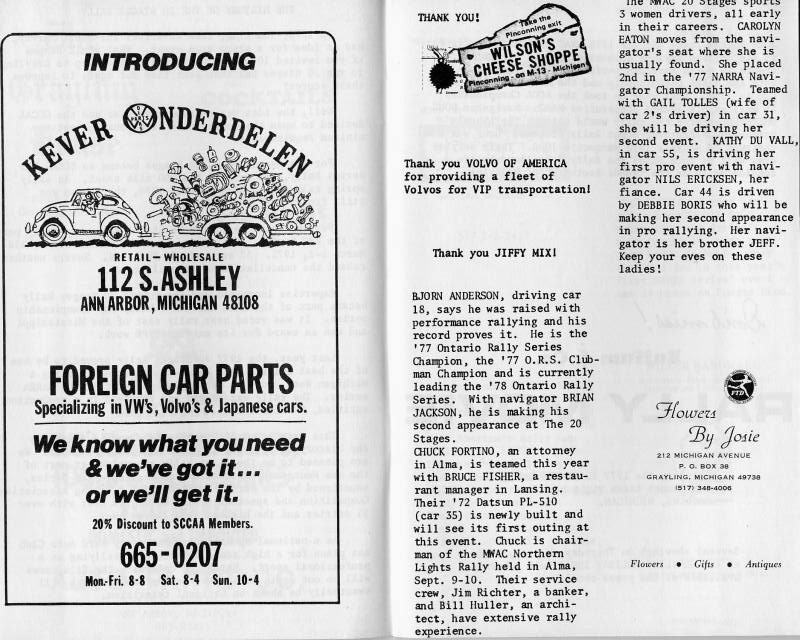 INTRODUCING
KEVER ONDERDELEN
RETAIL—WHOLESALE
112 S. ASHLEY
ANN ARBOR, MICHIGAN 48108
FOREIGN CAR PARTS
Specializing in VW's, Volvo's & Japanese cars.
We know what you need
& we've got it...
or we'll get it.
20% Discount to SCCAA Members.
665-0207
Mon.-Fri. 8-8 Sat. 8-4 Sun. 10-4
THANK YOU!
Take the
Pinconning exit
WILSON'S
CHEESE SHOPPE
Pinconning - on M-13 - Michigan
Thank you VOLVO OF AMERICA
for providing a fleet of
Volvos for VIP transportation!
Thank you JIFFY MIX!
BJORN ANDERSON, driving car
18, says he was raised with
performance rallying and his
record proves it. He is the
'77 Ontario Rally Series
Champion, the '77 O.R.S. Club-
man Champion and is currently
leading the '78 Ontario Rally
Series. With navigator BRIAN
JACKSON, he is making his
second appearance at The 20
Stages.
CHUCK FORTINO, an attorney
in Alma, is teamed this year
with BRUCE FISHER, a restau-
rant manager in Lansing.
Their '72 Datsun PL-510
(car 35) is newly built and
will see its first outing at
this event. Chuck is chair-
man of the MWAC Northern
Lights Rally held in Alma,
Sept. 9-10. Their service
crew, Jim Richter, a banker,
and Bill Huller, an archi-
tect, have extensive rally
experience.
The MWAC 20 Stages sports
3 women drivers, all early
in their careers. CAROLYN
EATON moves from the navi-
gator's seat where she is
usually found. She placed
2nd in the '77 NARRA Navi-
gator Championship. Teamed
with GAIL TOLLES (wife of
car 2's driver) in car 31,
she will be driving her
second event. KATHY DU VALL,
in car 55, is driving her
first pro event with navi-
gator NILS ERICKSEN, her
fiance. Car 44 is driven
by DEBBIE BORIS who will be
making her second appearance
in pro rallying. Her navi-
gator is her brother JEFF.
Keep your eyes on these
ladies!
FTD
Flowers
By Josie
212 MICHIGAN AVENUE
P. O. BOX 38
GRAYLING, MICHIGAN 49738
(517) 348-4006
Flowers • Gifts • Antiques